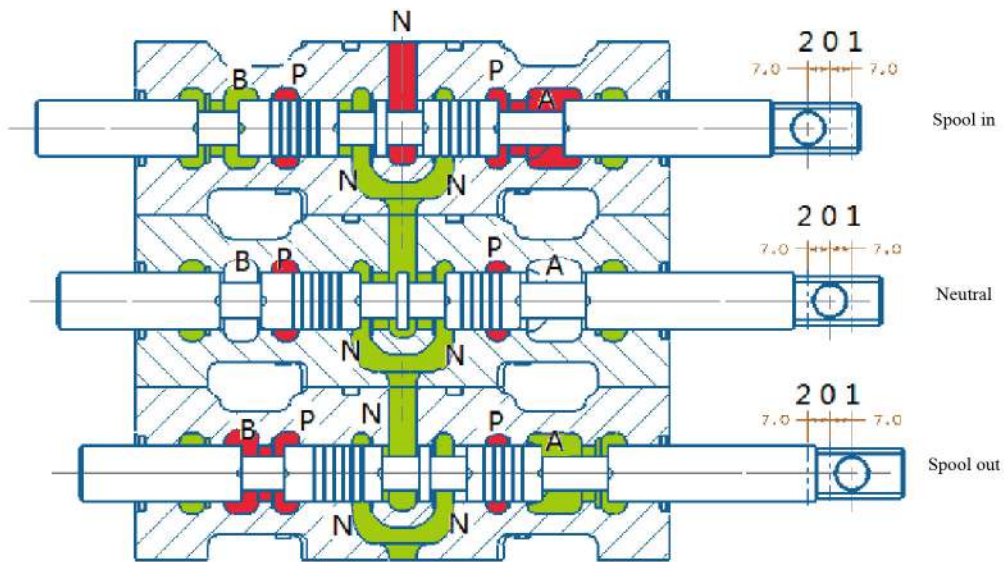 N
2 0 1
7.0 7.0
B P P A
Spool in
N N
2 0 1
7.0 7.0
B P P A
Neutral
N N
2 0 1
7.0 7.0
B P N P A
Spool out
N N